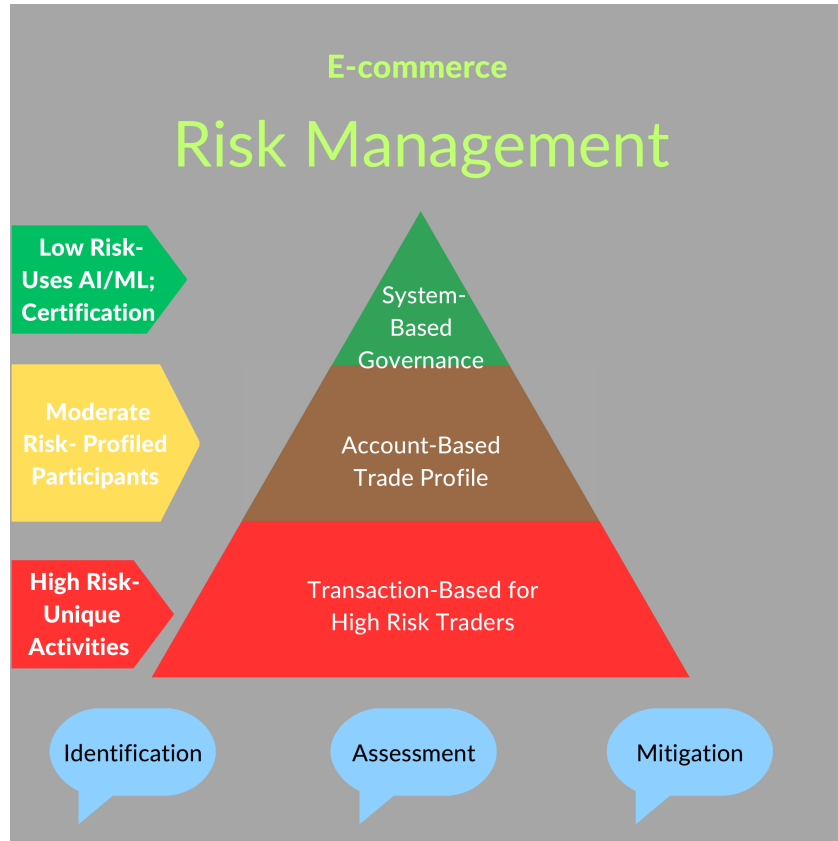 E-commerce
Risk Management
Low Risk-
Uses AI/ML;
Certification
System-
Based
Governance
Moderate
Risk- Profiled
Participants
Account-Based
Trade Profile
High Risk-
Unique
Activities
Transaction-Based for
High Risk Traders
Identification
Assessment
Mitigation